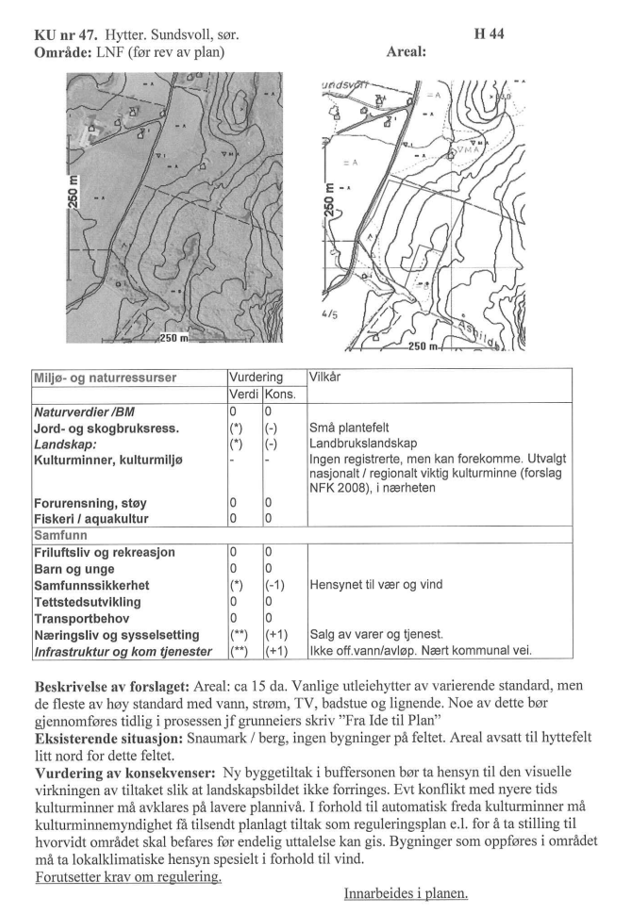 KU nr 47. Hytter. Sundsvoll, sør. H 44
Område: LNF (før rev av plan) Areal:
250 m
250 m
undsvoll
VMA
250 m
4/5
250 m
Miljø- og naturressurser Vurdering Vilkår
Verdi Kons.
Naturverdier /BM 0 0
Jord- og skogbruksress. (*) (-) Små plantefelt
Landskap: (*) (-) Landbrukslandskap
Kulturminner, kulturmiljø - - Ingen registrerte, men kan forekomme. Utvalgt
nasjonalt / regionalt viktig kulturminne (forslag
NFK 2008), i nærheten
Forurensning, støy 0 0
Fiskeri / aquakultur 0 0
Samfunn
Friluftsliv og rekreasjon 0 0
Barn og unge 0 0
Samfunnssikkerhet (*) (-1) Hensynet til vær og vind
Tettstedsutvikling 0 0
Transportbehov 0 0
Næringsliv og sysselsetting (**) (+1) Salg av varer og tjenest.
Infrastruktur og kom tjenester (**) (+1) Ikke off.vann/avløp. Nært kommunal vei.
Beskrivelse av forslaget: Areal: ca 15 da. Vanlige utleiehytter av varierende standard, men
de fleste av høy standard med vann, strøm, TV, badstue og lignende. Noe av dette bør
gjennomføres tidlig i prosessen jf grunneiers skriv ”Fra Ide til Plan”
Eksisterende situasjon: Snaumark / berg, ingen bygninger på feltet. Areal avsatt til hyttefelt
litt nord for dette feltet.
Vurdering av konsekvenser: Ny byggetiltak i buffersonen bør ta hensyn til den visuelle
virkningen av tiltaket slik at landskapsbildet ikke forringes. Evt konflikt med nyere tids
kulturminner må avklares på lavere plannivå. I forhold til automatisk freda kulturminner må
kulturminnemyndighet få tilsendt planlagt tiltak som reguleringsplan e.l. for å ta stilling til
hvorvidt området skal befares før endelig uttalelse kan gis. Bygninger som oppføres i området
må ta lokalklimatiske hensyn spesielt i forhold til vind.
Forutsetter krav om regulering.
Innarbeides i planen.